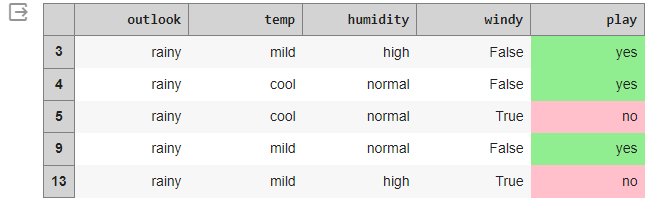 outlook temp humidity windy play
3 rainy mild high False yes
4 rainy cool normal False yes
5 rainy cool normal True no
9 rainy mild normal False yes
13 rainy mild high True no